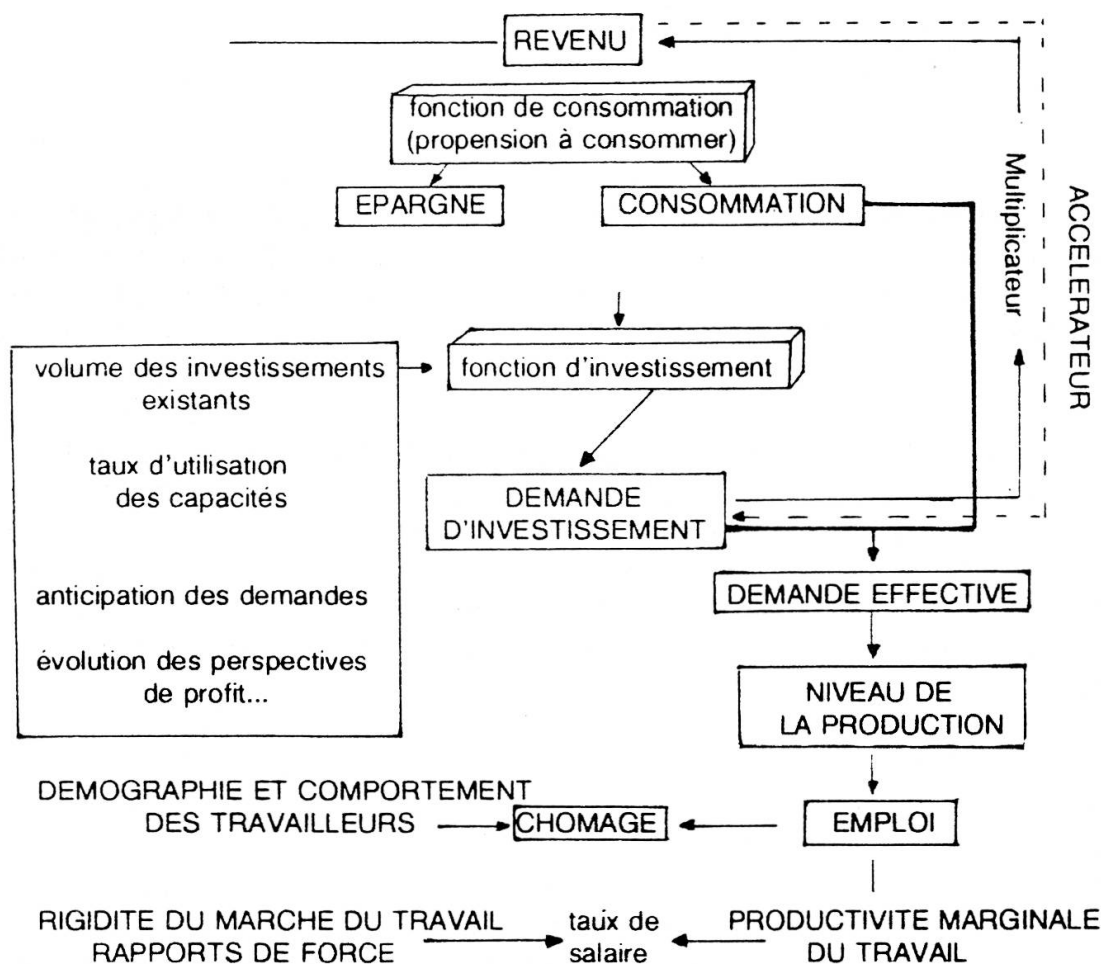 REVENU
fonction de consommation
(propension à consommer)
EPARGNE
CONSOMMATION
Multiplicateur
ACCELERATEUR
volume des investissements
existants
fonction d'investissement
taux d'utilisation
des capacités
DEMANDE
D'INVESTISSEMENT
anticipation des demandes
DEMANDE EFFECTIVE
évolution des perspectives
de profit...
NIVEAU DE
LA PRODUCTION
DEMOGRAPHIE ET COMPORTEMENT
DES TRAVAILLEURS
CHOMAGE
EMPLOI
RIGIDITE DU MARCHE DU TRAVAIL
RAPPORTS DE FORCE
taux de
salaire
PRODUCTIVITE MARGINALE
DU TRAVAIL